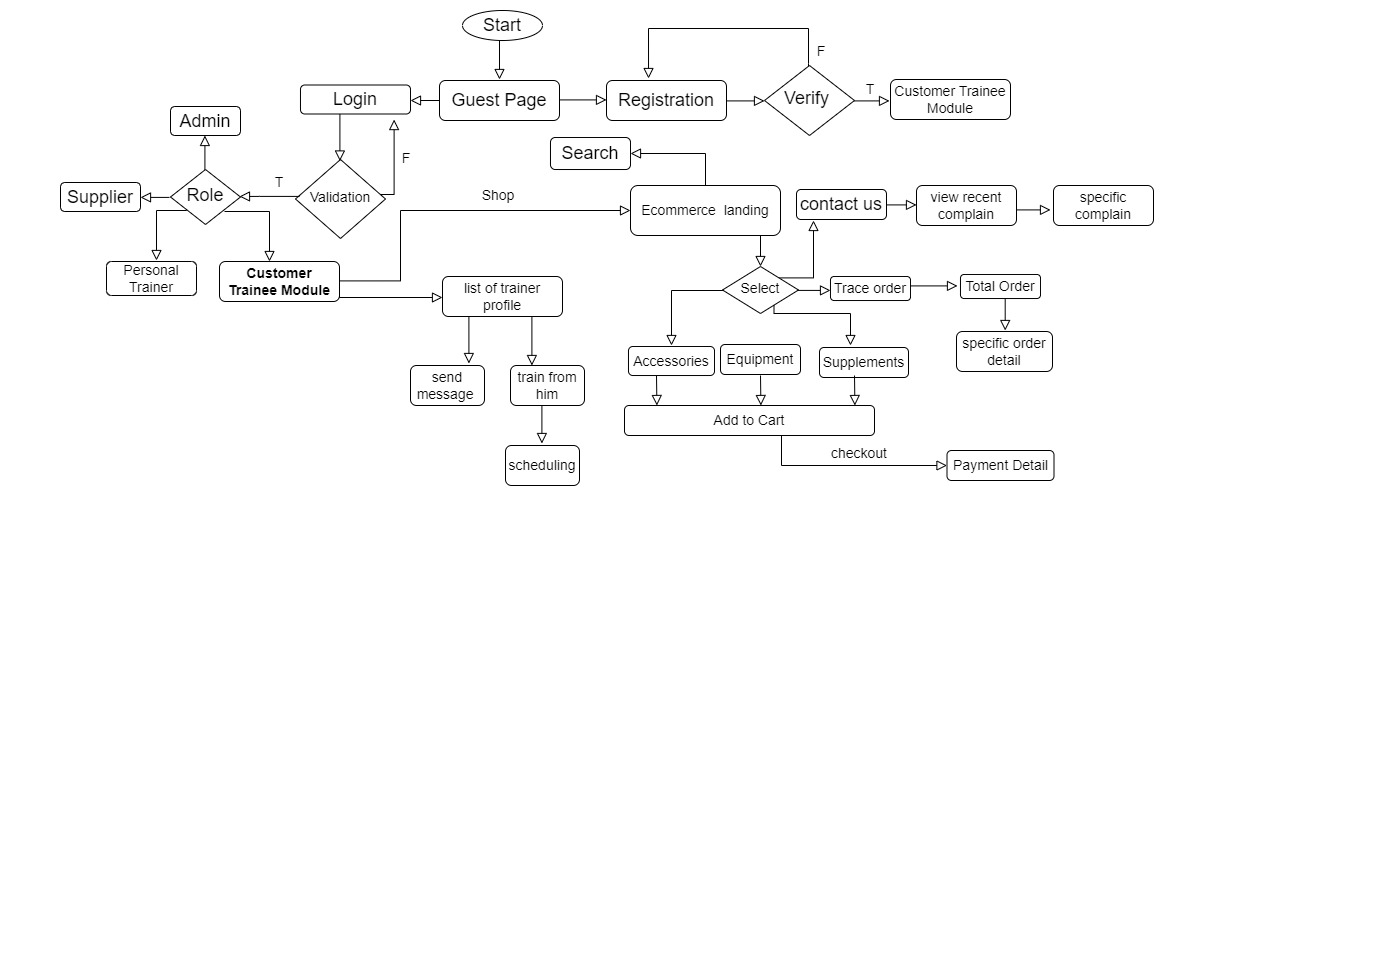 Start
F
Login
Guest Page
Registration
Verify
T
Customer Trainee
Module
Admin
F
Search
T
Supplier
Role
Validation
Shop
Ecommerce  landing
contact us
view recent
complain
specific
complain
Personal
Trainer
Customer
Trainee Module
list of trainer
profile
Select
Trace order
Total Order
specific order
detail
Accessories
Equipment
Supplements
send
message
train from
him
Add to Cart
checkout
scheduling
Payment Detail